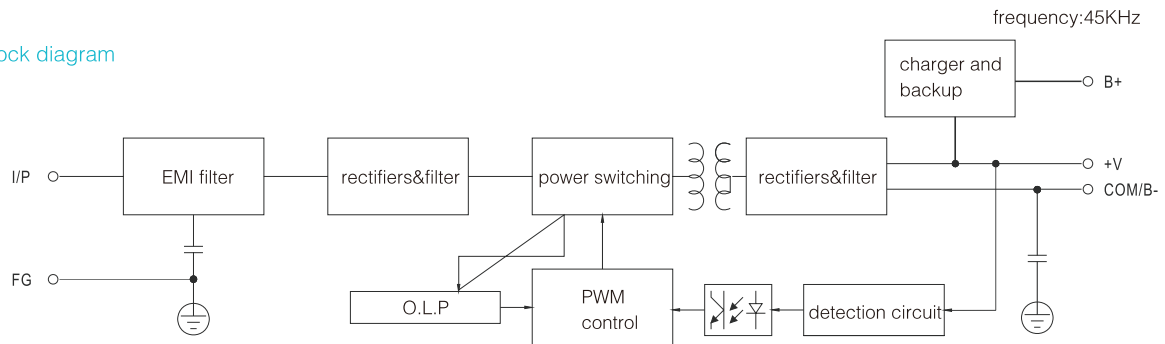 frequency:45KHz
ock diagram
charger and
backup
B+
I/P
EMI filter
rectifiers&filter
power switching
rectifiers&filter
+V
COM/B-
FG
O.L.P
PWM
control
detection circuit